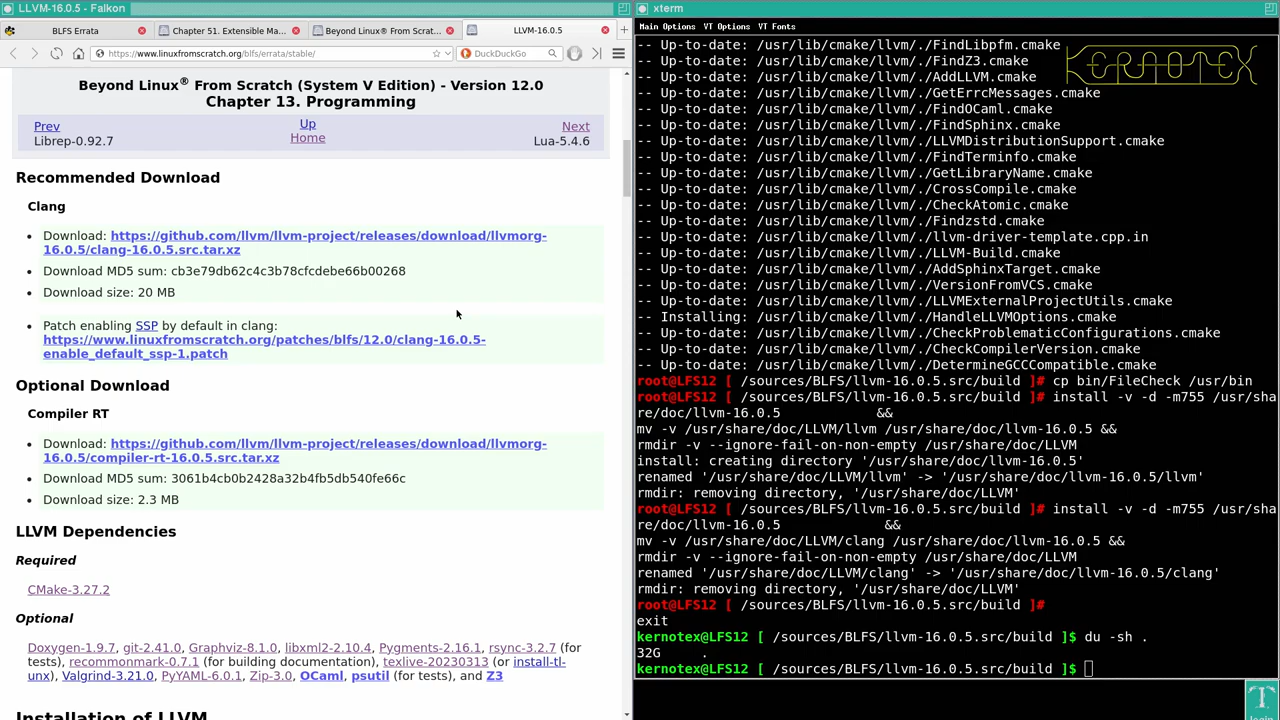 LLVM-16.0.5 - Falkon
BLFS Errata
Chapter 51. Extensible Ma...
Beyond Linux® From Scrat...
LLVM-16.0.5
https://www.linuxfromscratch.org/blfs/errata/stable/
DuckDuckGo
Beyond Linux® From Scratch (System V Edition) - Version 12.0
Chapter 13. Programming
Prev
Up
Next
Librep-0.92.7
Home
Lua-5.4.6
Recommended Download
Clang
Download: https://github.com/llvm/llvm-project/releases/download/llvmorg-
16.0.5/clang-16.0.5.src.tar.xz
Download MD5 sum: cb3e79db62c4c3b78cfcdebe66b00268
Download size: 20 MB
Patch enabling SSP by default in clang:
https://www.linuxfromscratch.org/patches/blfs/12.0/clang-16.0.5-
enable_default_ssp-1.patch
Optional Download
Compiler RT
Download: https://github.com/llvm/llvm-project/releases/download/llvmorg-
16.0.5/compiler-rt-16.0.5.src.tar.xz
Download MD5 sum: 3061b4cb0b2428a32b4fb5db540fe66c
Download size: 2.3 MB
LLVM Dependencies
Required
CMake-3.27.2
Optional
Doxygen-1.9.7, git-2.41.0, Graphviz-8.1.0, libxml2-2.10.4, Pygments-2.16.1, rsync-3.2.7 (for
tests), recommonmark-0.7.1 (for building documentation), texlive-20230313 (or install-tl-
unx), Valgrind-3.21.0, PyYAML-6.0.1, Zip-3.0, OCaml, psutil (for tests), and Z3
Installation of LLVM
xterm
Main Options VT Options VT Fonts
-- Up-to-date: /usr/lib/cmake/llvm/./FindLibpfm.cmake
-- Up-to-date: /usr/lib/cmake/llvm/./FindZ3.cmake
-- Up-to-date: /usr/lib/cmake/llvm/./AddLLVM.cmake
-- Up-to-date: /usr/lib/cmake/llvm/./GetErrcMessages.cmake
-- Up-to-date: /usr/lib/cmake/llvm/./FindOCaml.cmake
-- Up-to-date: /usr/lib/cmake/llvm/./FindSphinx.cmake
-- Up-to-date: /usr/lib/cmake/llvm/./LLVMDistributionSupport.cmake
-- Up-to-date: /usr/lib/cmake/llvm/./FindTerminfo.cmake
-- Up-to-date: /usr/lib/cmake/llvm/./GetLibraryName.cmake
-- Up-to-date: /usr/lib/cmake/llvm/./CrossCompile.cmake
-- Up-to-date: /usr/lib/cmake/llvm/./CheckAtomic.cmake
-- Up-to-date: /usr/lib/cmake/llvm/./Findzstd.cmake
-- Up-to-date: /usr/lib/cmake/llvm/./llvm-driver-template.cpp.in
-- Up-to-date: /usr/lib/cmake/llvm/./LLVM-Build.cmake
-- Up-to-date: /usr/lib/cmake/llvm/./AddSphinxTarget.cmake
-- Up-to-date: /usr/lib/cmake/llvm/./VersionFromVCS.cmake
-- Up-to-date: /usr/lib/cmake/llvm/./LLVMExternalProjectUtils.cmake
-- Installing: /usr/lib/cmake/llvm/./HandleLLVMOptions.cmake
-- Up-to-date: /usr/lib/cmake/llvm/./CheckProblematicConfigurations.cmake
-- Up-to-date: /usr/lib/cmake/llvm/./CheckCompilerVersion.cmake
-- Up-to-date: /usr/lib/cmake/llvm/./DetermineGCCCompatible.cmake
root@LFS12 [ /sources/BLFS/llvm-16.0.5.src/build ]# cp bin/FileCheck /usr/bin
root@LFS12 [ /sources/BLFS/llvm-16.0.5.src/build ]# install -v -d -m755 /usr/sha
re/doc/llvm-16.0.5 &&
mv -v /usr/share/doc/LLVM/llvm /usr/share/doc/llvm-16.0.5 &&
rmdir -v --ignore-fail-on-non-empty /usr/share/doc/LLVM
install: creating directory '/usr/share/doc/llvm-16.0.5'
renamed '/usr/share/doc/LLVM/llvm' -> '/usr/share/doc/llvm-16.0.5/llvm'
rmdir: removing directory, '/usr/share/doc/LLVM'
root@LFS12 [ /sources/BLFS/llvm-16.0.5.src/build ]# install -v -d -m755 /usr/sha
re/doc/llvm-16.0.5 &&
mv -v /usr/share/doc/LLVM/clang /usr/share/doc/llvm-16.0.5 &&
rmdir -v --ignore-fail-on-non-empty /usr/share/doc/LLVM
renamed '/usr/share/doc/LLVM/clang' -> '/usr/share/doc/llvm-16.0.5/clang'
rmdir: removing directory, '/usr/share/doc/LLVM'
root@LFS12 [ /sources/BLFS/llvm-16.0.5.src/build ]#
exit
kernotex@LFS12 [ /sources/BLFS/llvm-16.0.5.src/build ]$ du -sh .
32G .
kernotex@LFS12 [ /sources/BLFS/llvm-16.0.5.src/build ]$
KERNOTEX
login